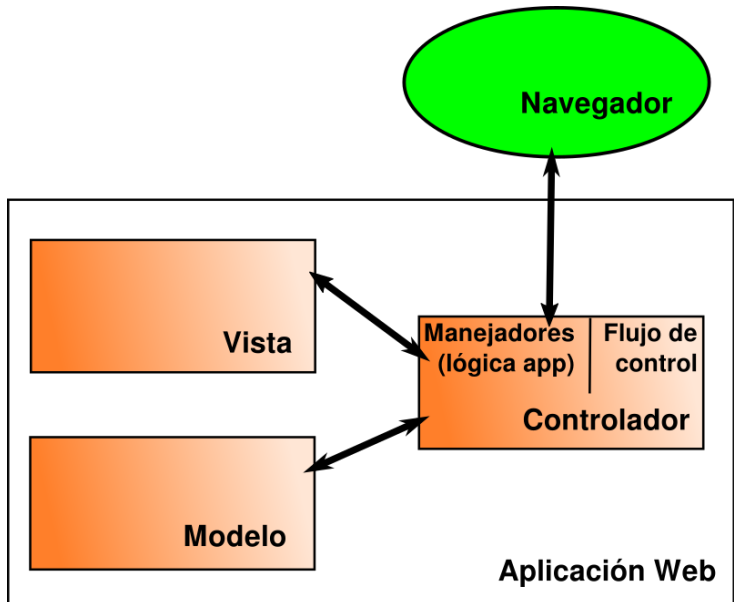 Navegador
Vista
Manejadores
(lógica app)
Flujo de
control
Controlador
Modelo
Aplicación Web